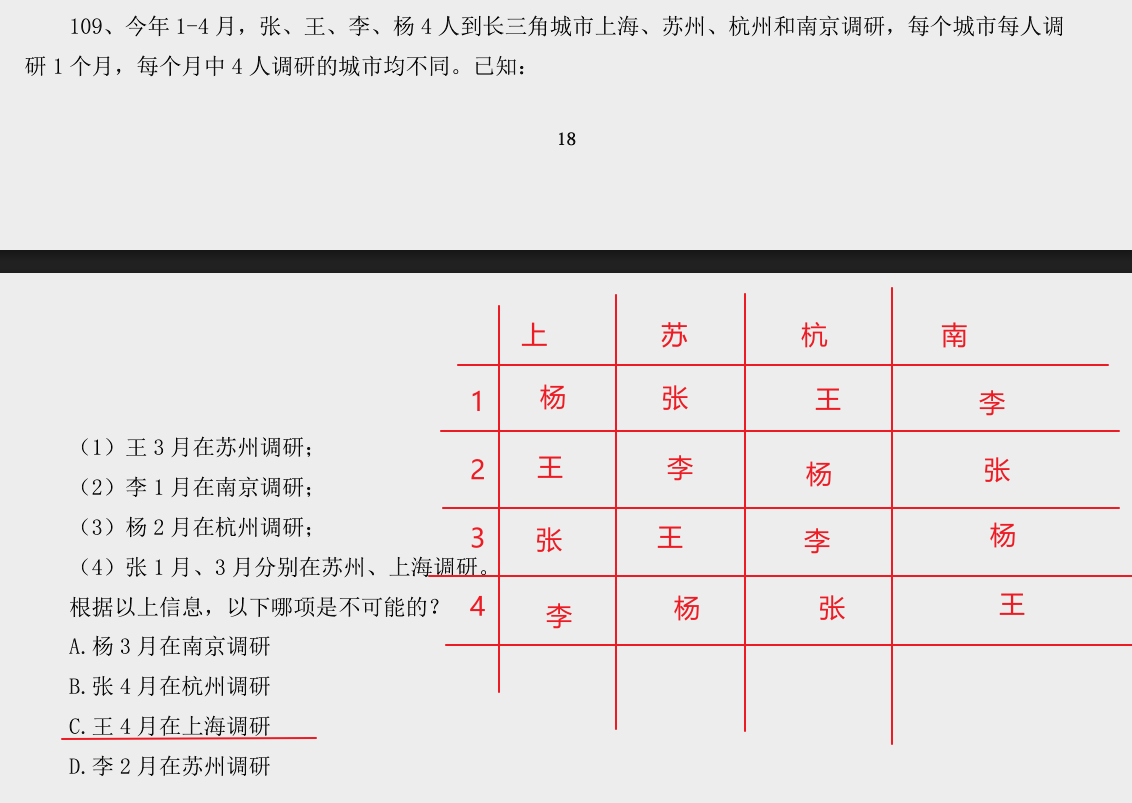 109、今年 1-4 月，张、王、李、杨 4 人到长三角城市上海、苏州、杭州和南京调研，每个城市每人调
研 1 个月，每个月中 4 人调研的城市均不同。已知：
18
上 苏 杭 南
1 杨 张 王 李
2 王 李 杨 张
3 张 王 李 杨
4 李 杨 张 王
（1）王 3 月在苏州调研；
（2）李 1 月在南京调研；
（3）杨 2 月在杭州调研；
（4）张 1 月、3 月分别在苏州、上海调研。
根据以上信息，以下哪项是不可能的？
A.杨 3 月在南京调研
B.张 4 月在杭州调研
C.王 4 月在上海调研
D.李 2 月在苏州调研